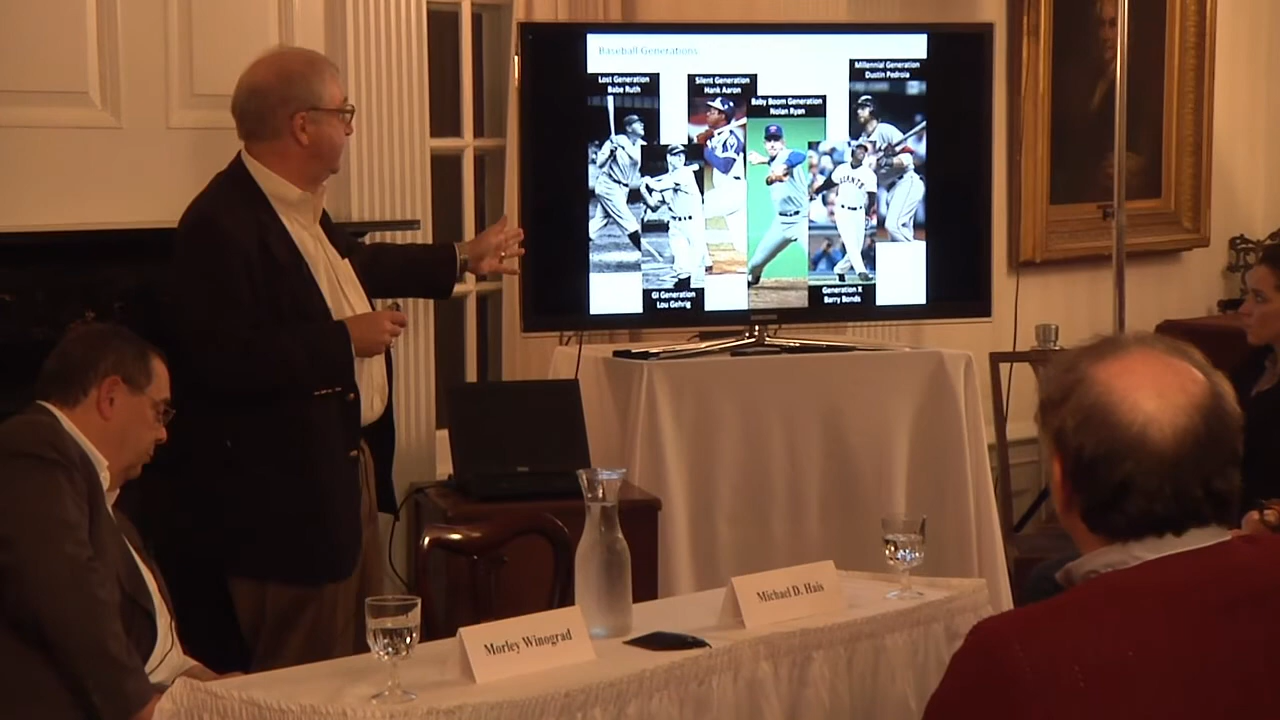 Baseball Generations
Lost Generation
Babe Ruth
Silent Generation
Hank Aaron
Baby Boom Generation
Nolan Ryan
Millennial Generation
Dustin Pedroia
GIANTS
GI Generation
Lou Gehrig
Generation X
Barry Bonds
Morley Winograd
Michael D. Hais